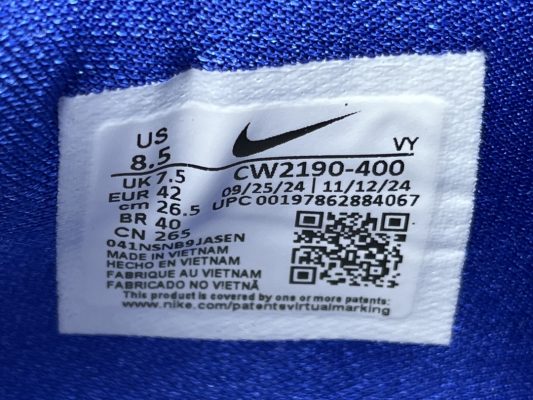 US
8.5
VY
UK 7.5
CW2190-400
EUR 42
09/25/24 | 11/12/24
cm 26.5
UPC 00197862884067
BR 40
CN 265
041NSNB9JASEN
MADE IN VIETNAM
HECHO EN VIETNAM
FABRIQUE AU VIETNAM
FABRICADO NO VIETNÃ
This product is covered by one or more patents:
www.nike.com/patentsvirtualmarking